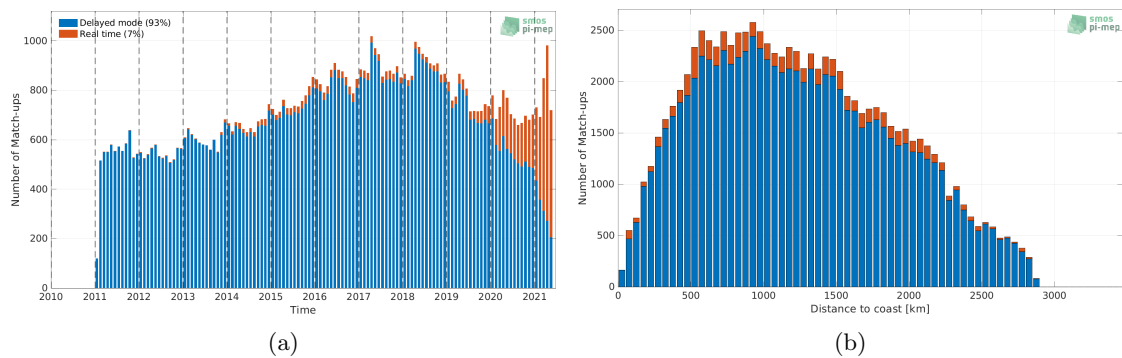 Delayed mode (93%)
Real time (7%)
smos
pi-mep
Number of Match-ups
1000
800
600
400
200
0
2010 2011 2012 2013 2014 2015 2016 2017 2018 2019 2020 2021
Time
(a)
smos
pi-mep
Number of Match-ups
2500
2000
1500
1000
500
0
0 500 1000 1500 2000 2500 3000
Distance to coast [km]
(b)